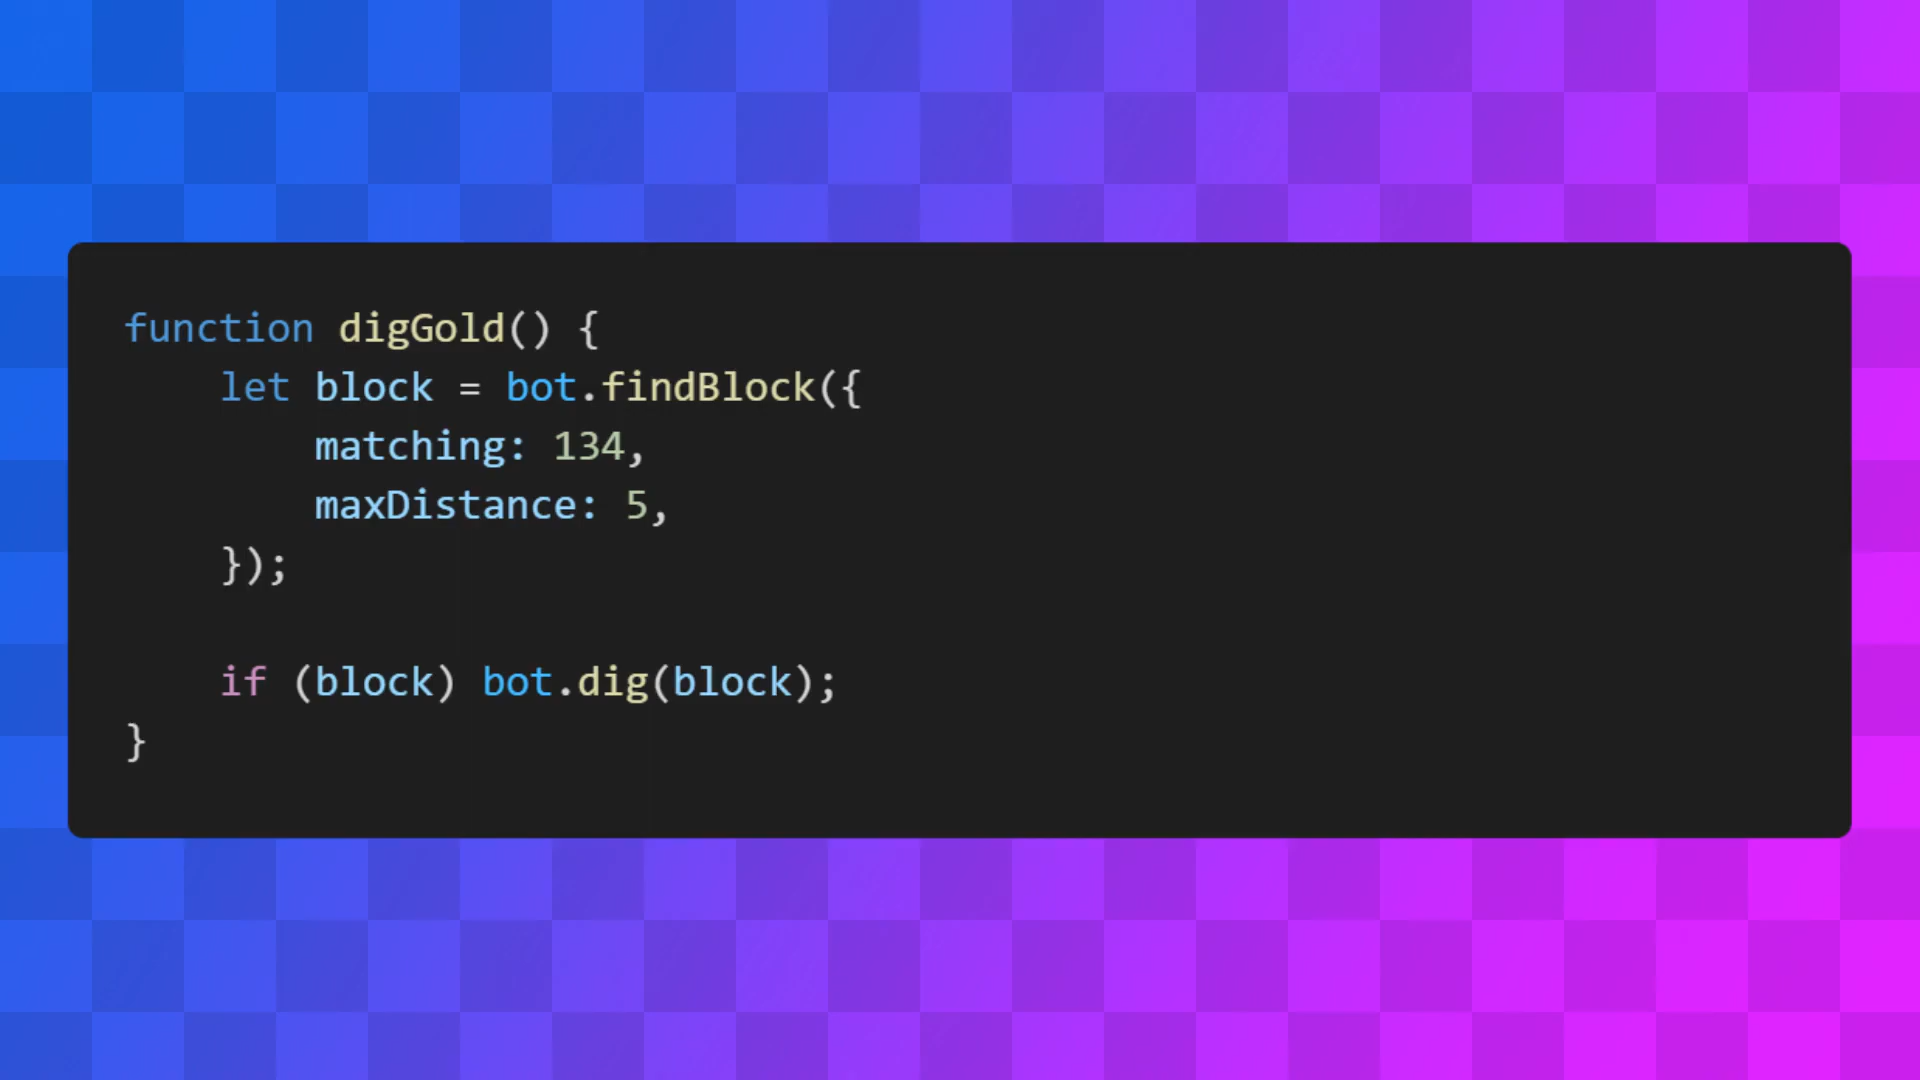 function digGold() {
    let block = bot.findBlock({
        matching: 134,
        maxDistance: 5,
    });

    if (block) bot.dig(block);
}